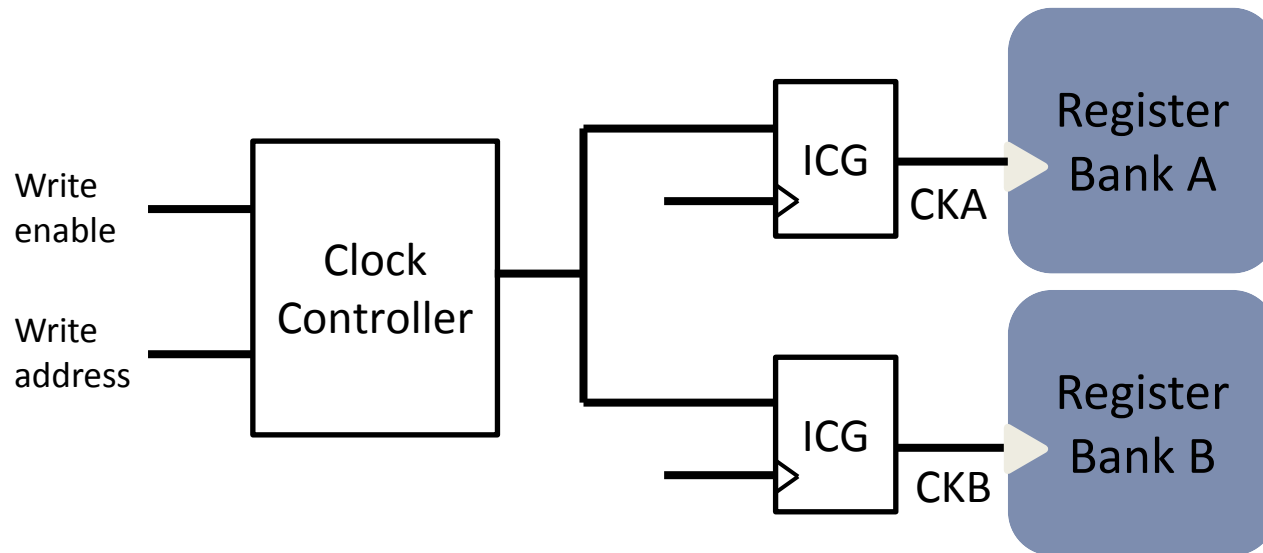 Write
enable
Write
address
Clock
Controller
ICG
CKA
Register
Bank A
ICG
CKB
Register
Bank B